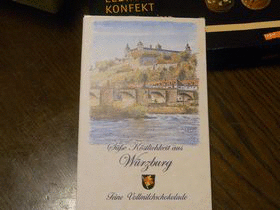 KONFEKT
Süße Köstlichkeit aus
Würzburg
Feine Vollmilchschokolade